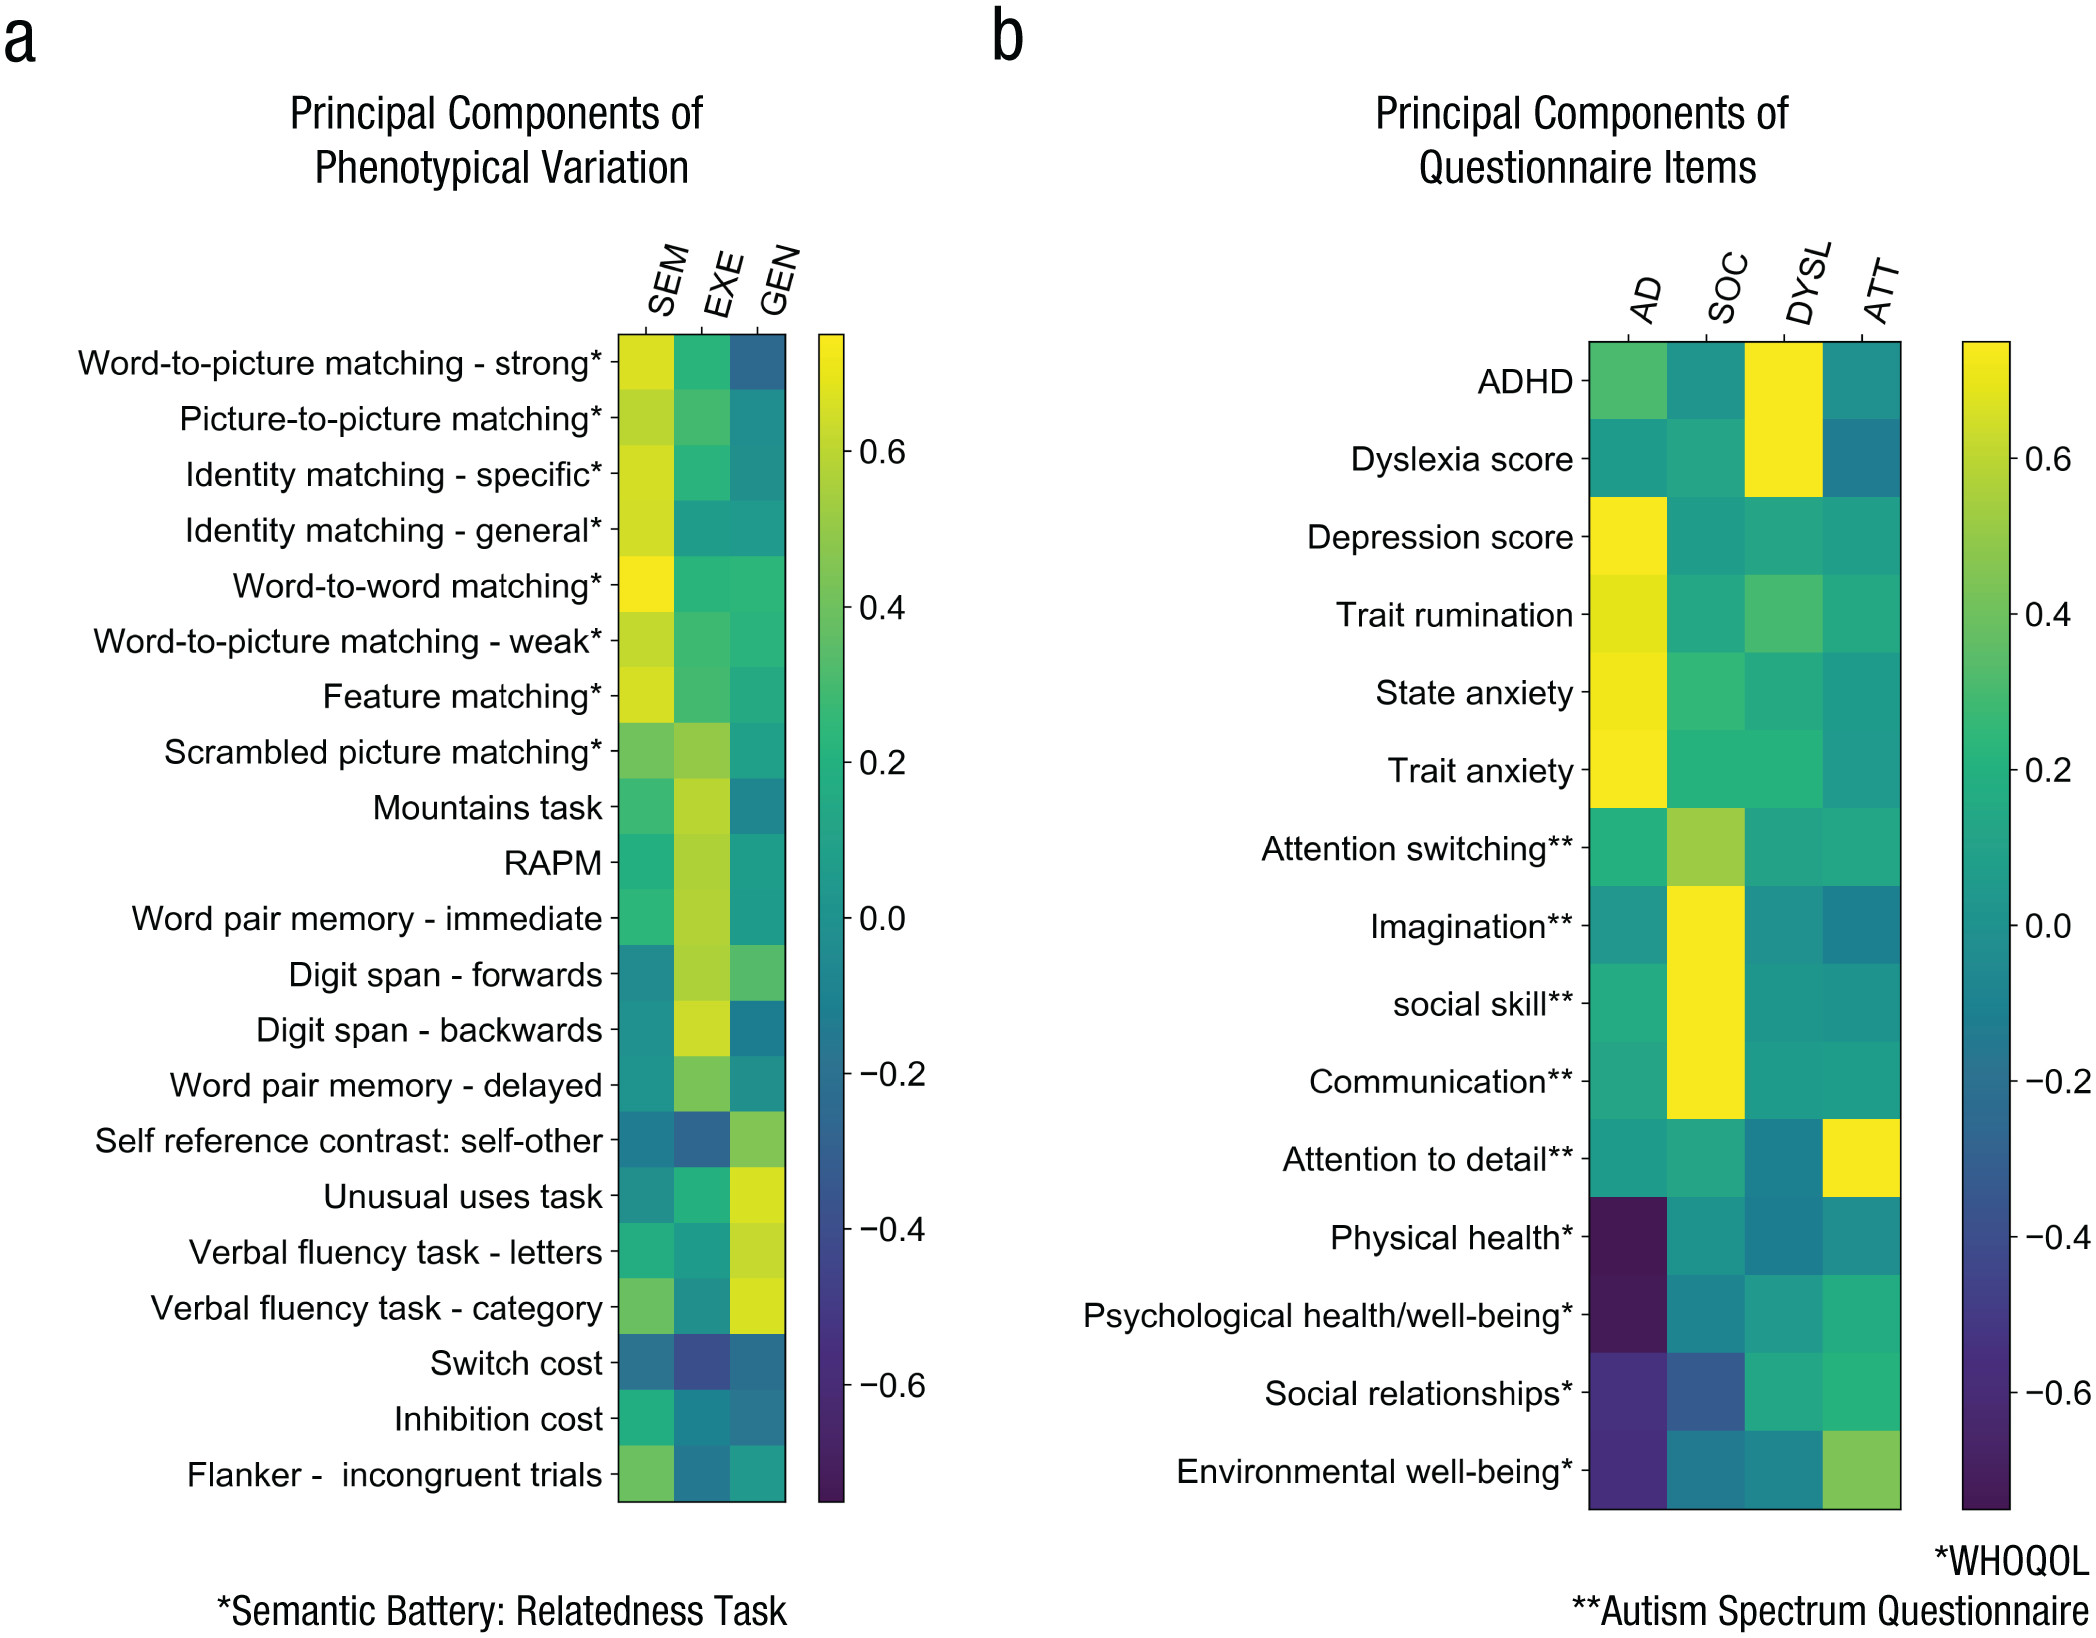 a
Principal Components of
Phenotypical Variation
SEM
EXE
GEN
Word-to-picture matching - strong*
Picture-to-picture matching*
Identity matching - specific*
Identity matching - general*
Word-to-word matching*
Word-to-picture matching - weak*
Feature matching*
Scrambled picture matching*
Mountains task
RAPM
Word pair memory - immediate
Digit span - forwards
Digit span - backwards
Word pair memory - delayed
Self reference contrast: self-other
Unusual uses task
Verbal fluency task - letters
Verbal fluency task - category
Switch cost
Inhibition cost
Flanker -  incongruent trials
0.6
0.4
0.2
0.0
−0.2
−0.4
−0.6
*Semantic Battery: Relatedness Task
b
Principal Components of
Questionnaire Items
AD
SOC
DYSL
ATT
ADHD
Dyslexia score
Depression score
Trait rumination
State anxiety
Trait anxiety
Attention switching**
Imagination**
social skill**
Communication**
Attention to detail**
Physical health*
Psychological health/well-being*
Social relationships*
Environmental well-being*
0.6
0.4
0.2
0.0
−0.2
−0.4
−0.6
*WHOQOL
**Autism Spectrum Questionnaire